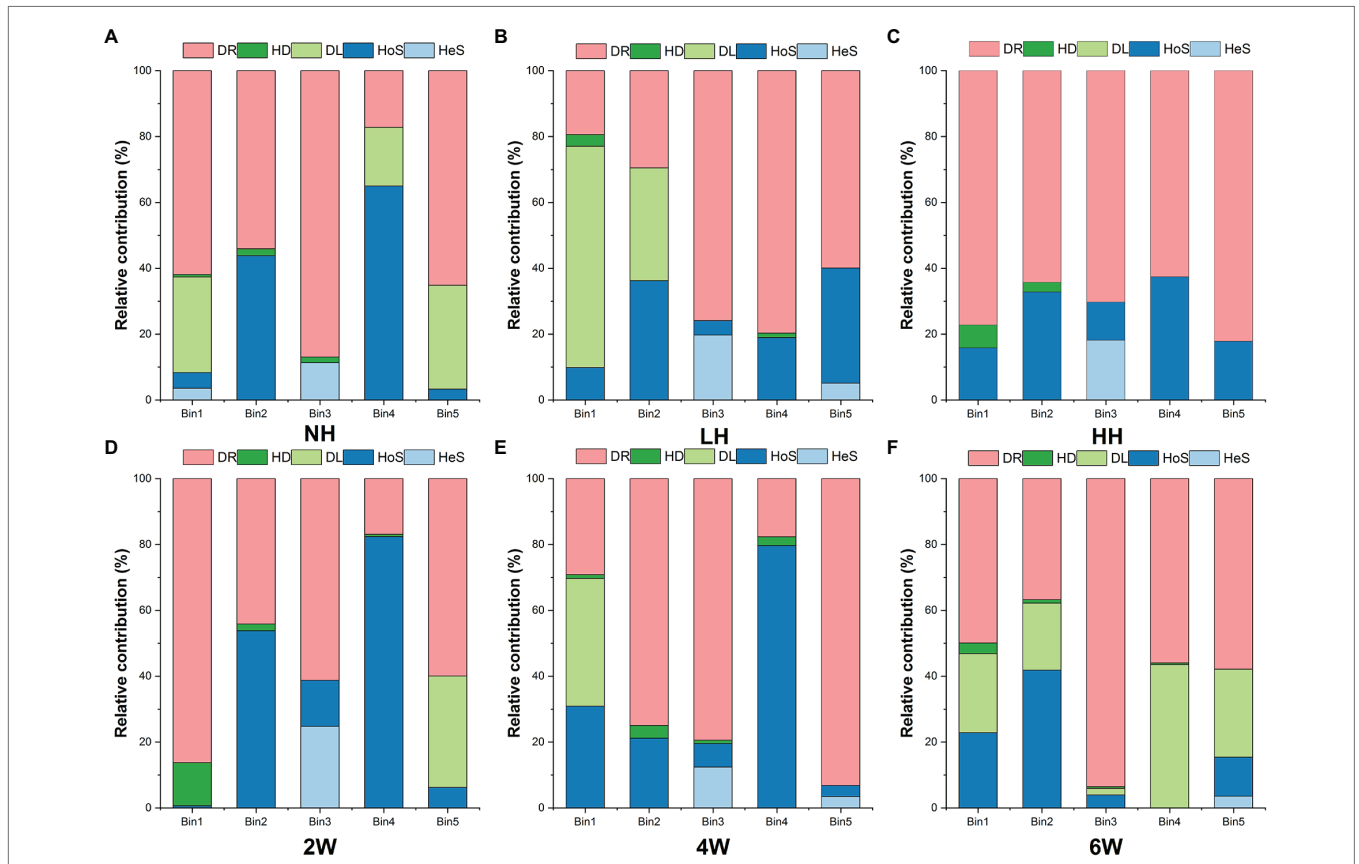 A
DR HD DL HoS HeS
Relative contribution (%)
100
80
60
40
20
0
Bin1 Bin2 Bin3 Bin4 Bin5
NH
B
DR HD DL HoS HeS
Relative contribution (%)
100
80
60
40
20
0
Bin1 Bin2 Bin3 Bin4 Bin5
LH
C
DR HD DL HoS HeS
Relative contribution (%)
100
80
60
40
20
0
Bin1 Bin2 Bin3 Bin4 Bin5
HH
D
DR HD DL HoS HeS
Relative contribution (%)
100
80
60
40
20
0
Bin1 Bin2 Bin3 Bin4 Bin5
2W
E
DR HD DL HoS HeS
Relative contribution (%)
100
80
60
40
20
0
Bin1 Bin2 Bin3 Bin4 Bin5
4W
F
DR HD DL HoS HeS
Relative contribution (%)
100
80
60
40
20
0
Bin1 Bin2 Bin3 Bin4 Bin5
6W